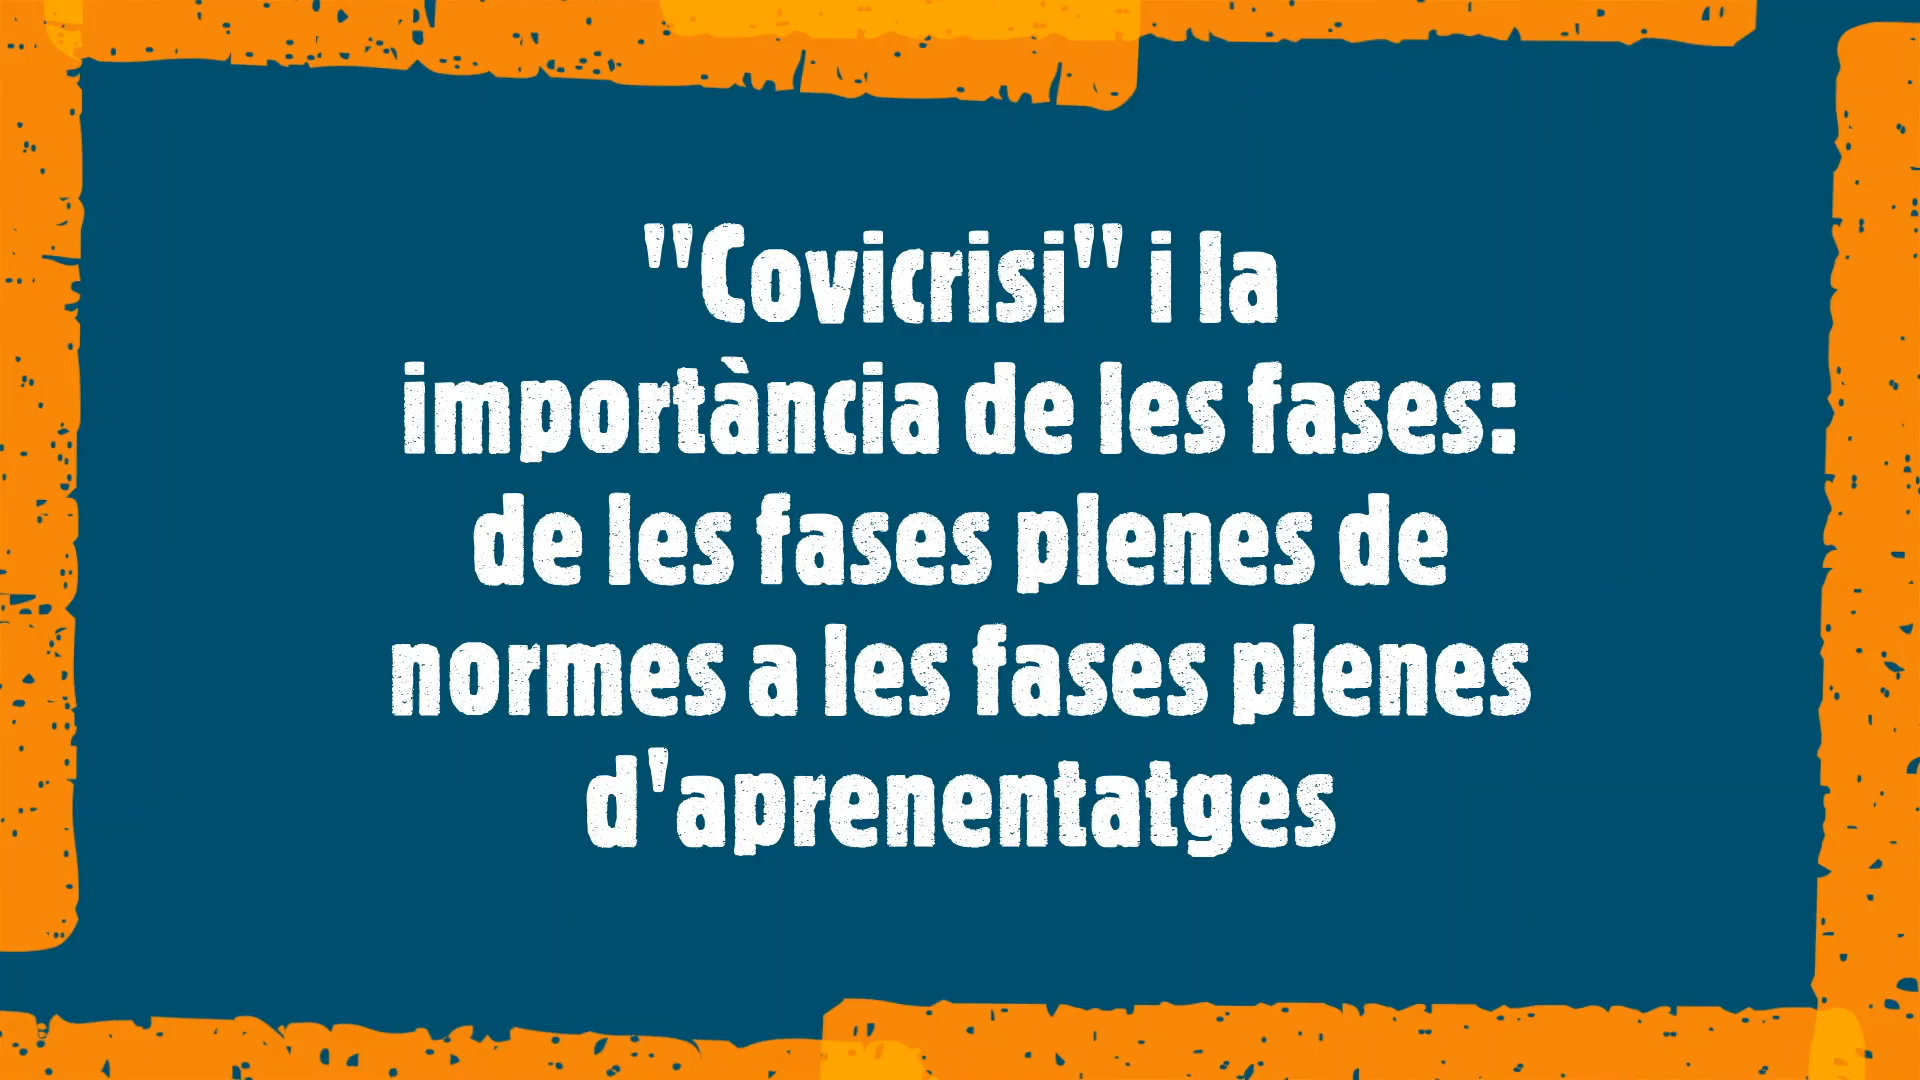 "Covicrisi" i la
importància de les fases:
de les fases plenes de
normes a les fases plenes
d'aprenentatges